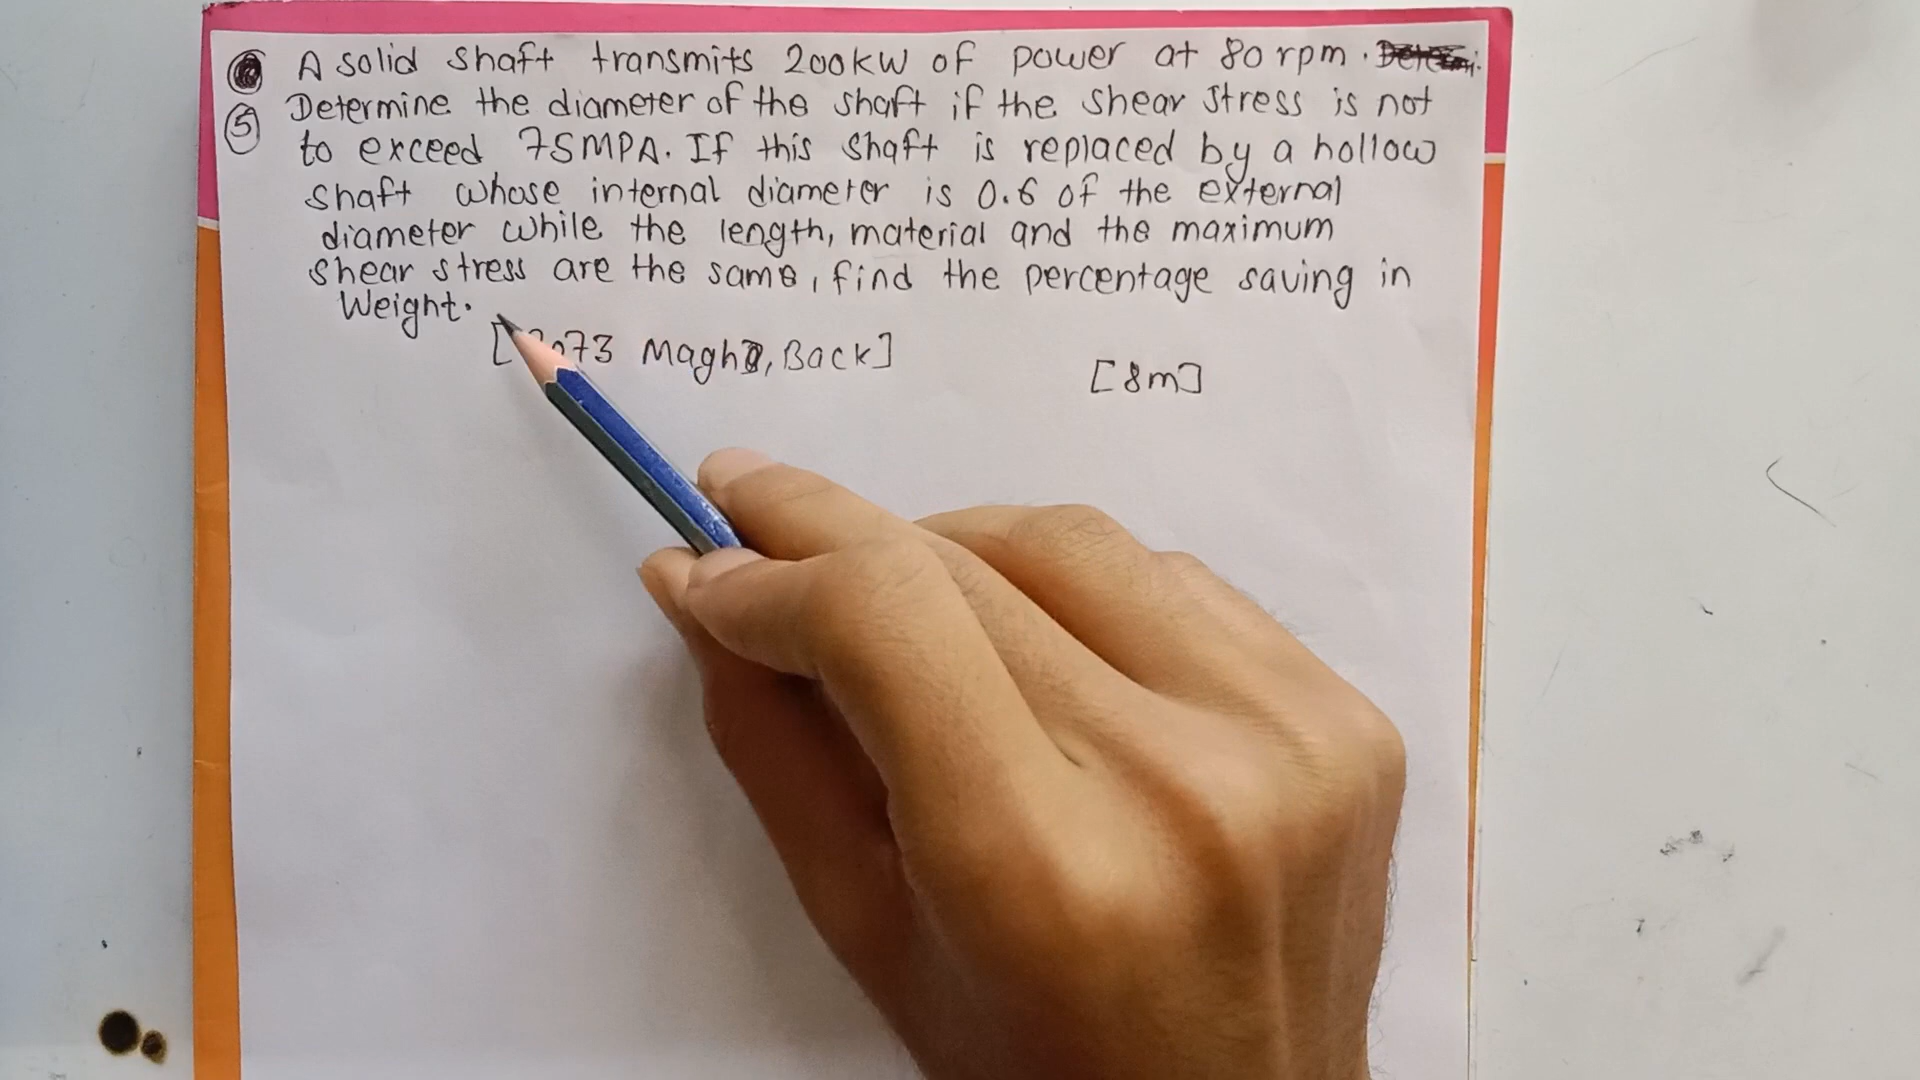 A solid shaft transmits 200kW of power at 80 rpm.
⑤ Determine the diameter of the shaft if the shear stress is not
to exceed 75MPA. If this shaft is replaced by a hollow
shaft whose internal diameter is 0.6 of the external
diameter while the length, material and the maximum
shear stress are the same, find the percentage saving in
Weight.
[2073 Magh, Back]
[8m]